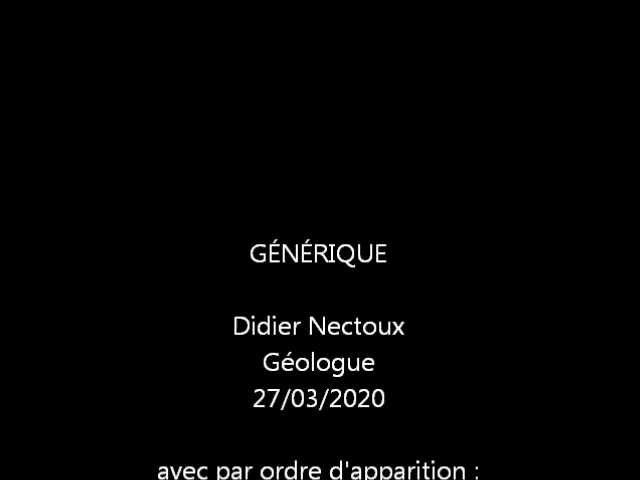 GÉNÉRIQUE
Didier Nectoux
Géologue
27/03/2020
avec par ordre d'apparition :